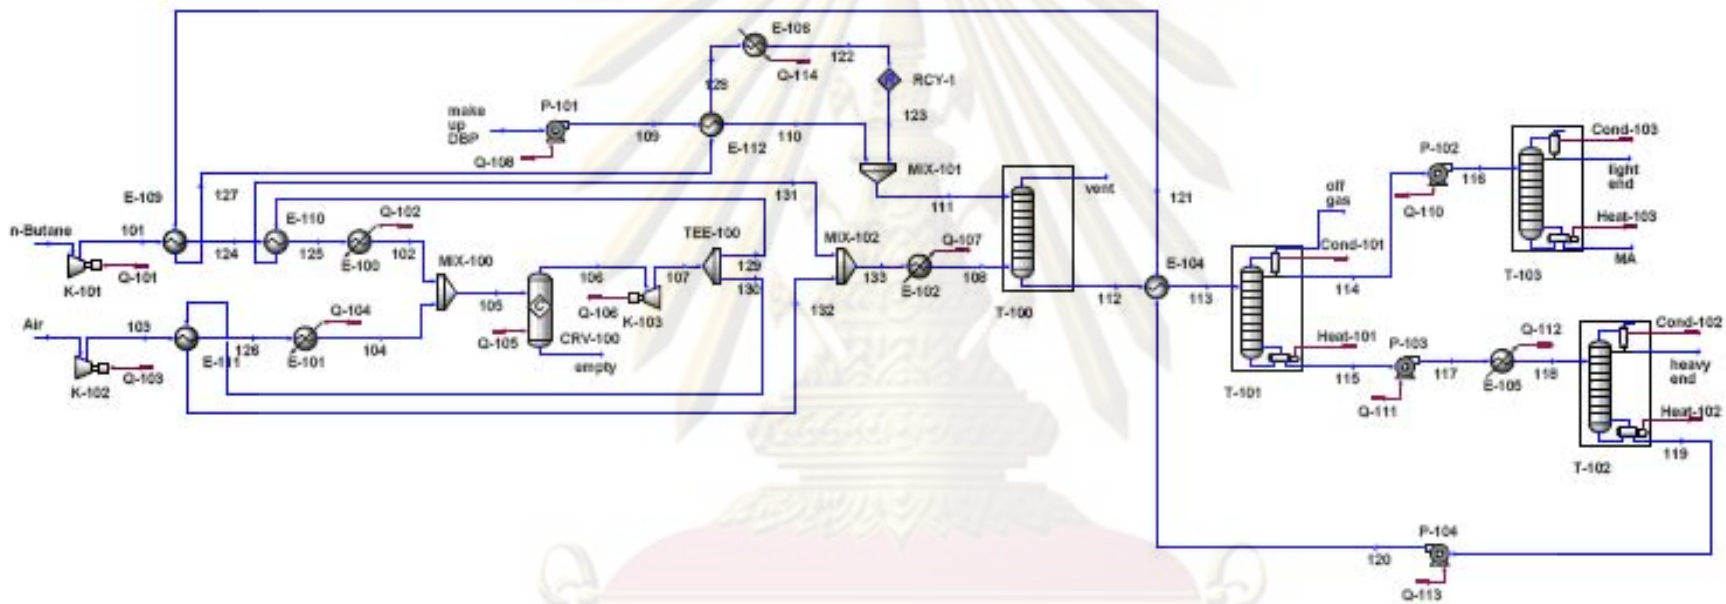 E-106
122
Q-114
RCY-1
128
123
make
up
DBP
P-101
109
110
Q-108
E-112
MIX-101
vent
111
121
E-109
127
131
n-Butane
101
124
E-110
125
Q-102
E-100
102
K-101
Q-101
MIX-100
TEE-100
129
130
MIX-102
133
Q-107
E-102
108
106
107
105
Q-106
K-103
132
T-100
112
E-104
113
Air
103
E-111
126
Q-104
E-101
104
Q-105
CRV-100
empty
K-102
Q-103
off
gas
Cond-101
114
T-101
Heat-101
115
P-102
116
Q-110
Cond-103
light
end
Heat-103
MA
T-103
P-103
117
Q-111
Q-112
E-105
118
Cond-102
heavy
end
Heat-102
119
T-102
P-104
120
Q-113